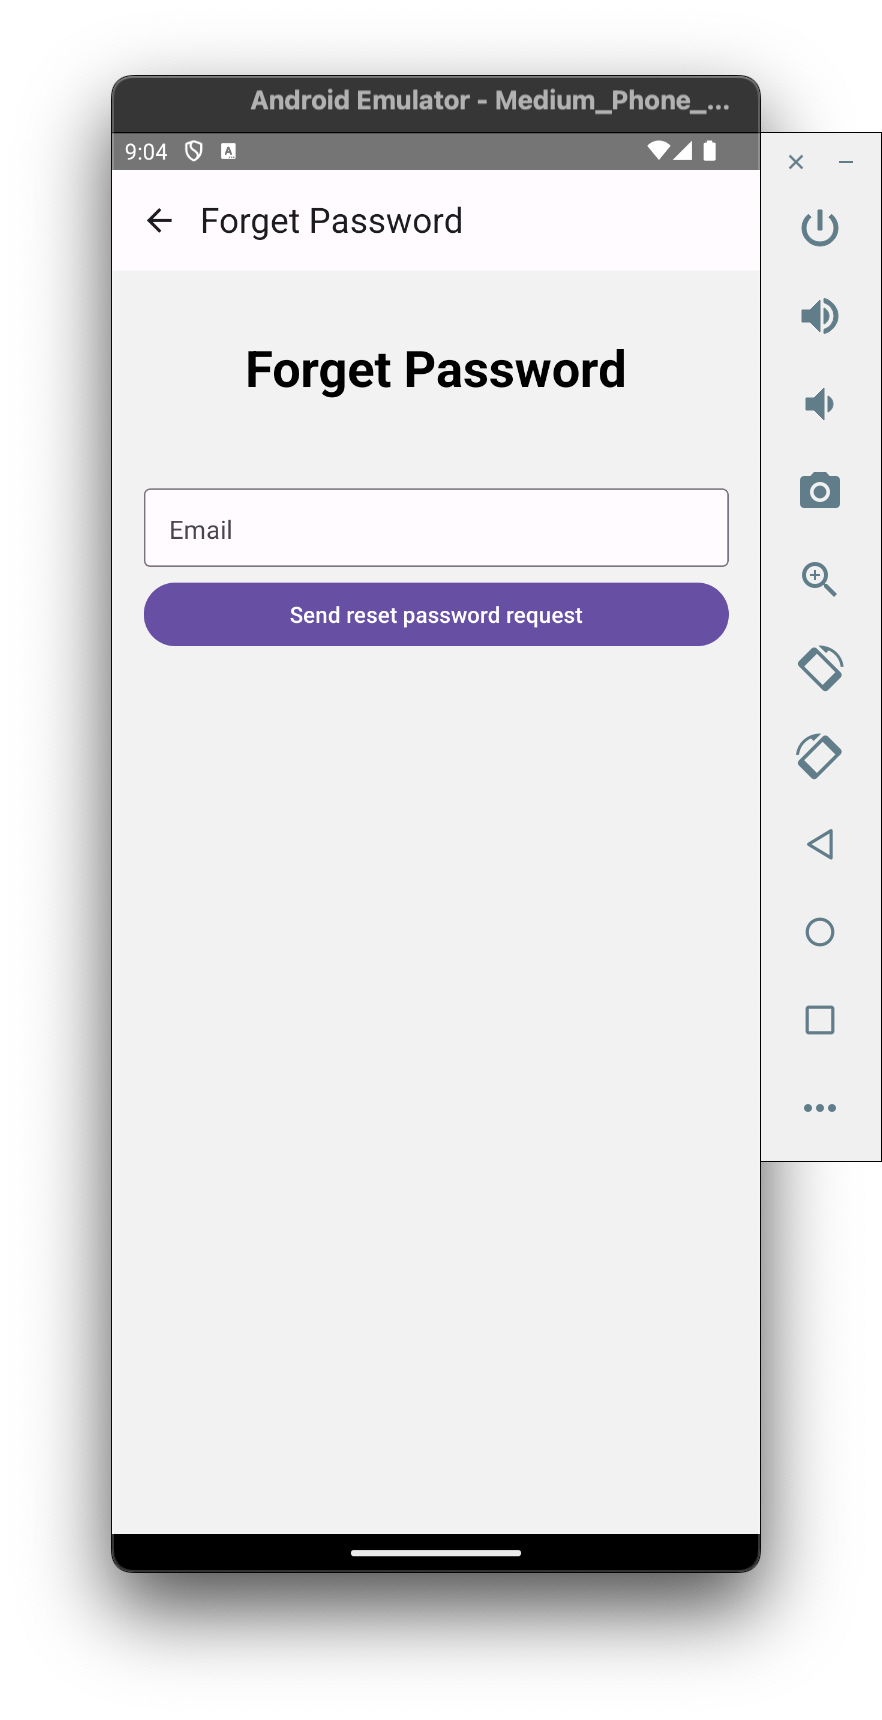 Android Emulator - Medium_Phone_...
9:04
A
Forget Password
Forget Password
Email
Send reset password request